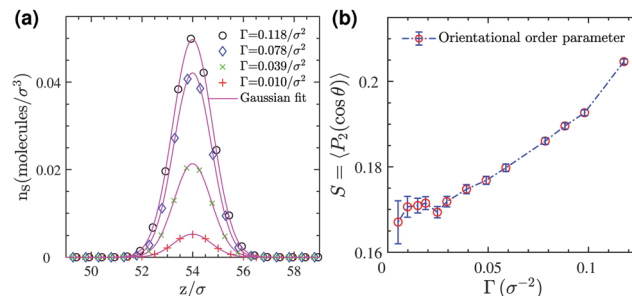 (a)
Γ=0.118/σ²
Γ=0.078/σ²
Γ=0.039/σ²
Γ=0.010/σ²
Gaussian fit
n_S(molecules/σ³)
0.04
0.02
0
50
52
54
56
58
z/σ
(b)
Orientational order parameter
S = ⟨P₂(cos θ)⟩
0.2
0.18
0.16
0
0.05
0.1
Γ (σ⁻²)